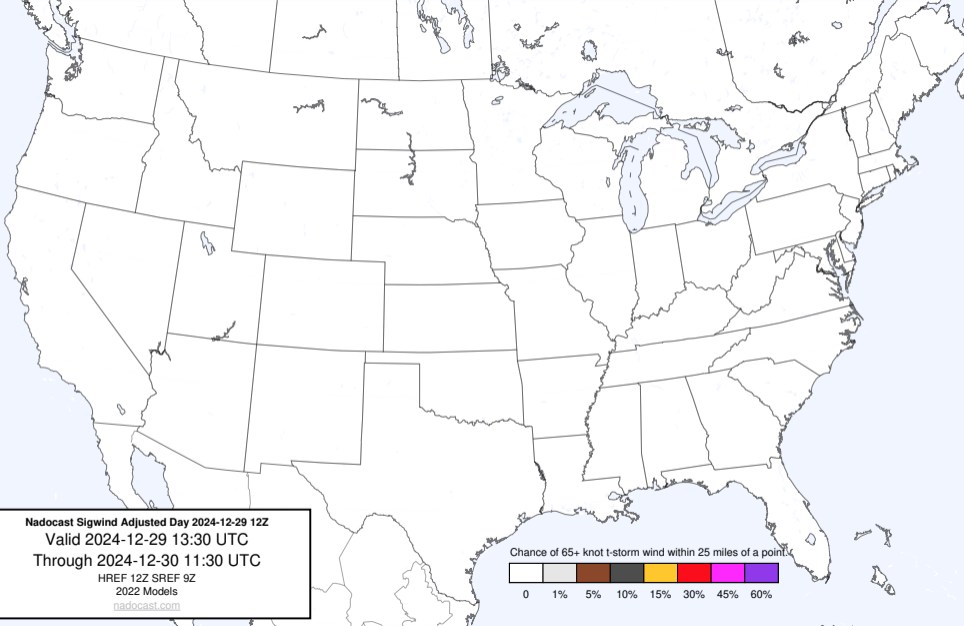 Nadocast Sigwind Adjusted Day 2024-12-29 12Z
Valid 2024-12-29 13:30 UTC
Through 2024-12-30 11:30 UTC
HREF 12Z SREF 9Z
2022 Models
nadocast.com
Chance of 65+ knot t-storm wind within 25 miles of a point.
0 1% 5% 10% 15% 30% 45% 60%